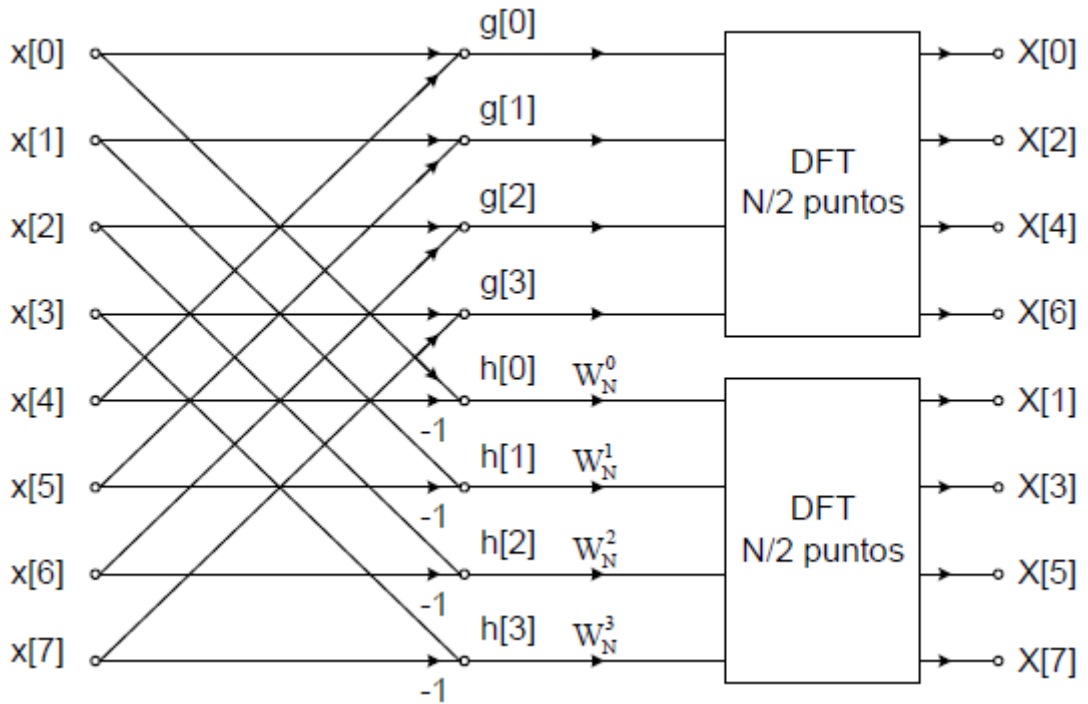 x[0]
x[1]
x[2]
x[3]
x[4]
x[5]
x[6]
x[7]
g[0]
g[1]
g[2]
g[3]
h[0]
h[1]
h[2]
h[3]
-1
-1
-1
-1
W_N^0
W_N^1
W_N^2
W_N^3
DFT
N/2 puntos
DFT
N/2 puntos
X[0]
X[2]
X[4]
X[6]
X[1]
X[3]
X[5]
X[7]